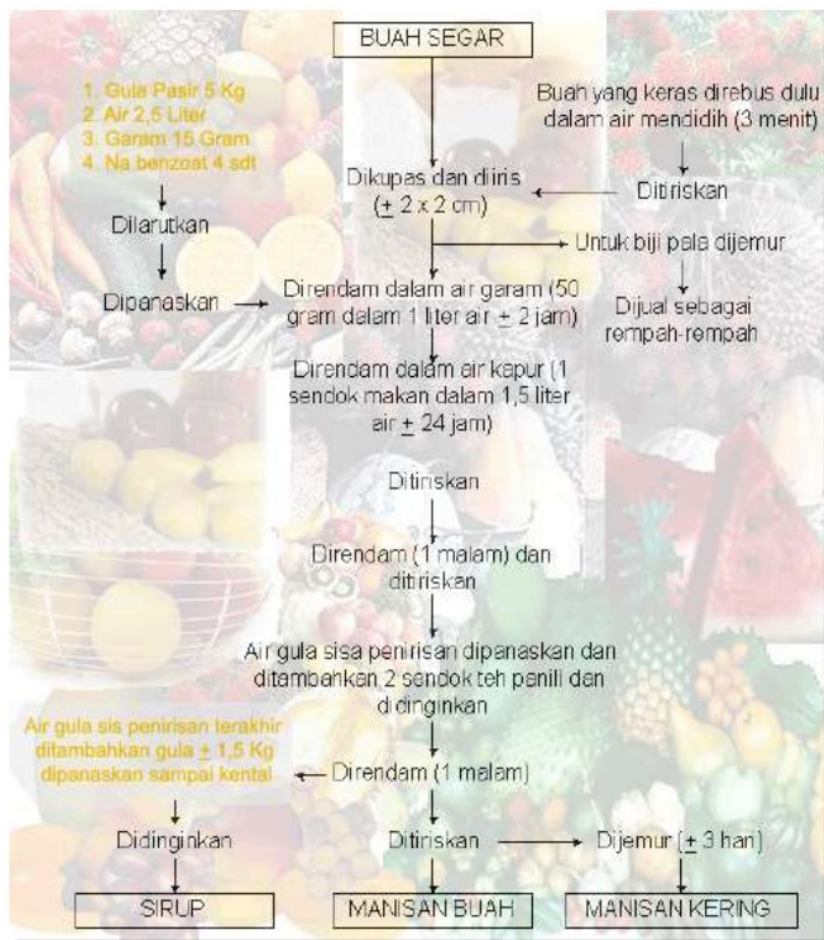 BUAH SEGAR
1. Gula Pasir 5 Kg
2. Air 2,5 Liter
3. Garam 15 Gram
4. Na benzoat 4 sdt
Buah yang keras direbus dulu
dalam air mendidih (3 menit)
Dikupas dan diiris
(± 2 x 2 cm)
Ditiriskan
Dilarutkan
Untuk biji pala dijemur
Dipanaskan
Direndam dalam air garam (50
gram dalam 1 liter air ± 2 jam)
Dijual sebagai
rempah-rempah
Direndam dalam air kapur (1
sendok makan dalam 1,5 liter
air ± 24 jam)
Ditiriskan
Direndam (1 malam) dan
ditiriskan
Air gula sisa penirisan dipanaskan dan
ditambahkan 2 sendok teh panili dan
didinginkan
Air gula sis penirisan terakhir
ditambahkan gula ± 1,5 Kg
dipanaskan sampai kental
Direndam (1 malam)
Didinginkan
Ditiriskan
Dijemur (± 3 hari)
SIRUP
MANISAN BUAH
MANISAN KERING